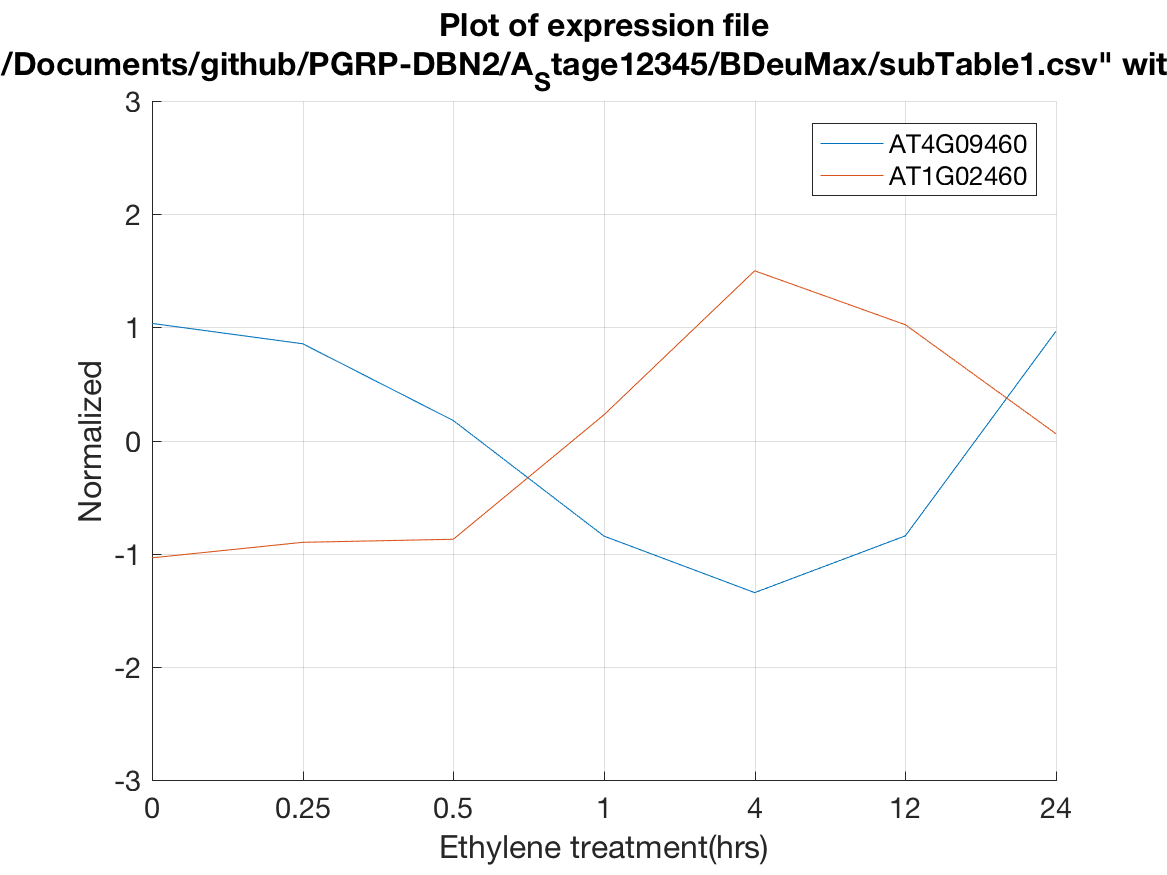 Plot of expression file
/Documents/github/PGRP-DBN2/AStage12345/BDeuMax/subTable1.csv" wit
3
AT4G09460
AT1G02460
2
1
0
-1
-2
-3
Normalized
0 0.25 0.5 1 4 12 24
Ethylene treatment(hrs)